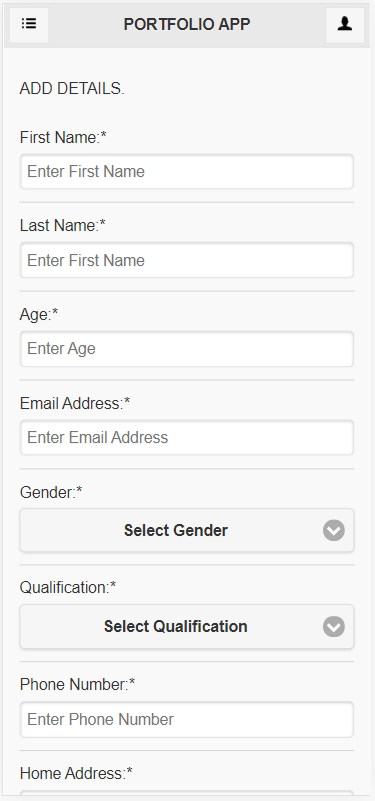 PORTFOLIO APP
ADD DETAILS.
First Name:*
Enter First Name
Last Name:*
Enter First Name
Age:*
Enter Age
Email Address:*
Enter Email Address
Gender:*
Select Gender
Qualification:*
Select Qualification
Phone Number:*
Enter Phone Number
Home Address:*